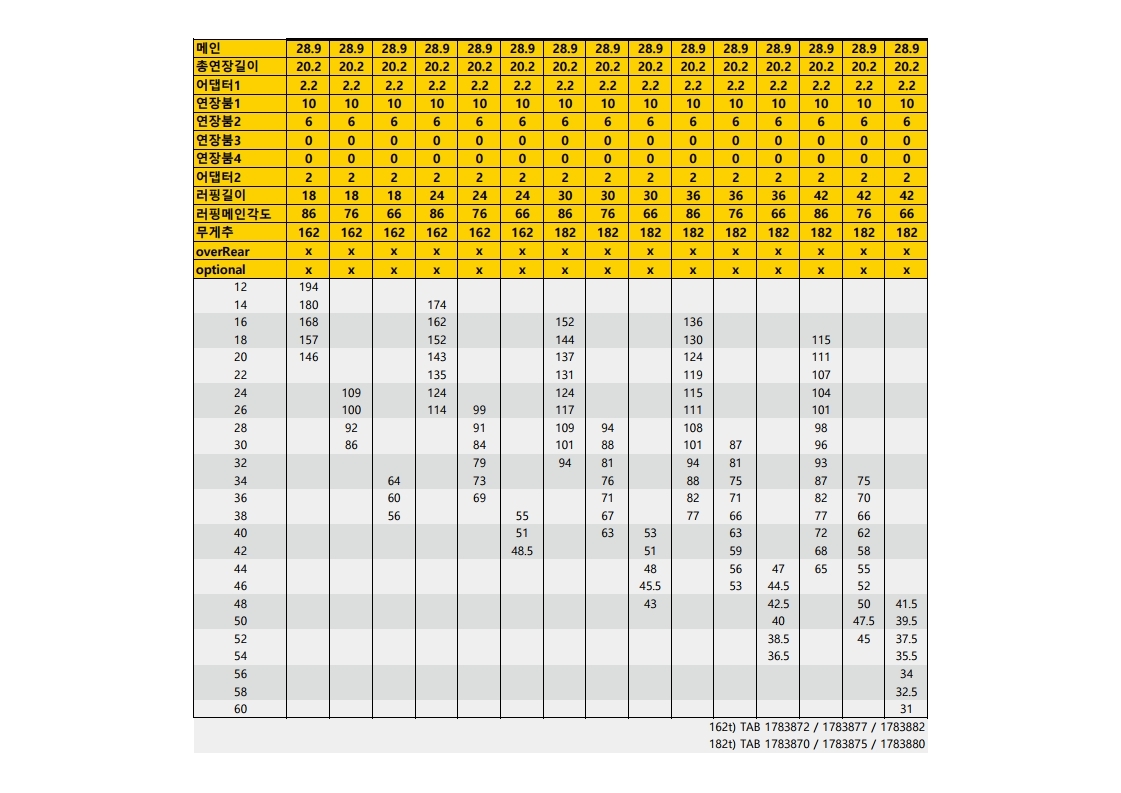 메인 28.9 28.9 28.9 28.9 28.9 28.9 28.9 28.9 28.9 28.9 28.9 28.9 28.9 28.9 28.9
총연장길이 20.2 20.2 20.2 20.2 20.2 20.2 20.2 20.2 20.2 20.2 20.2 20.2 20.2 20.2 20.2
어댑터1 2.2 2.2 2.2 2.2 2.2 2.2 2.2 2.2 2.2 2.2 2.2 2.2 2.2 2.2 2.2
연장붐1 10 10 10 10 10 10 10 10 10 10 10 10 10 10 10
연장붐2 6 6 6 6 6 6 6 6 6 6 6 6 6 6 6
연장붐3 0 0 0 0 0 0 0 0 0 0 0 0 0 0 0
연장붐4 0 0 0 0 0 0 0 0 0 0 0 0 0 0 0
어댑터2 2 2 2 2 2 2 2 2 2 2 2 2 2 2 2
러핑길이 18 18 18 24 24 24 30 30 30 36 36 36 42 42 42
러핑메인각도 86 76 66 86 76 66 86 76 66 86 76 66 86 76 66
무게추 162 162 162 162 162 162 182 182 182 182 182 182 182 182 182
overRear x x x x x x x x x x x x x x x
optional x x x x x x x x x x x x x x x
12 194
14 180 174
16 168 162 152 136
18 157 152 144 130 115
20 146 143 137 124 111
22 135 131 119 107
24 109 124 124 115 104
26 100 114 99 117 111 101
28 92 91 109 94 108 98
30 86 84 101 88 101 87 96
32 79 94 81 94 81 93
34 64 73 76 88 75 87 75
36 60 69 71 82 71 82 70
38 56 55 67 77 66 77 66
40 51 63 53 63 72 62
42 48.5 51 59 68 58
44 48 56 47 65 55
46 45.5 53 44.5 52
48 43 42.5 50 41.5
50 40 47.5 39.5
52 38.5 45 37.5
54 36.5 35.5
56 34
58 32.5
60 31
162t) TAB 1783872 / 1783877 / 1783882
182t) TAB 1783870 / 1783875 / 1783880